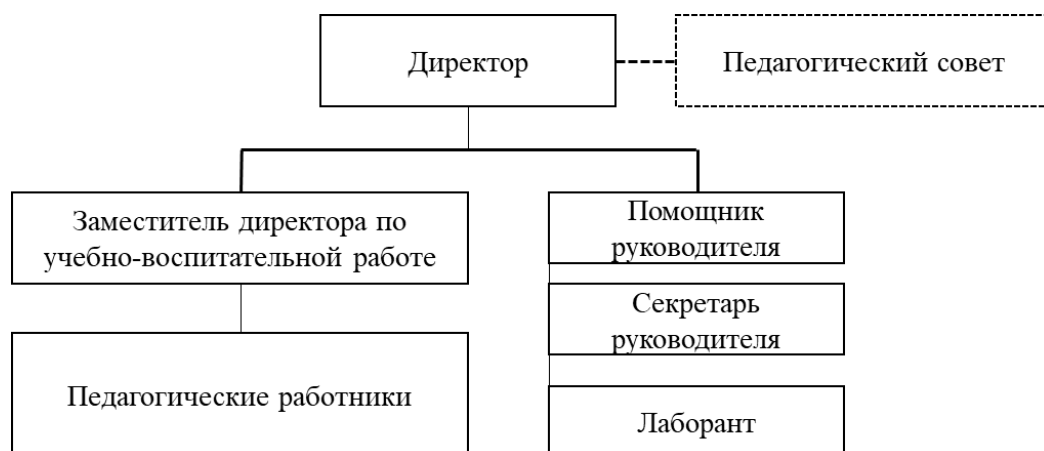 Директор
Педагогический совет
Заместитель директора по
учебно-воспитательной работе
Помощник
руководителя
Секретарь
руководителя
Педагогические работники
Лаборант